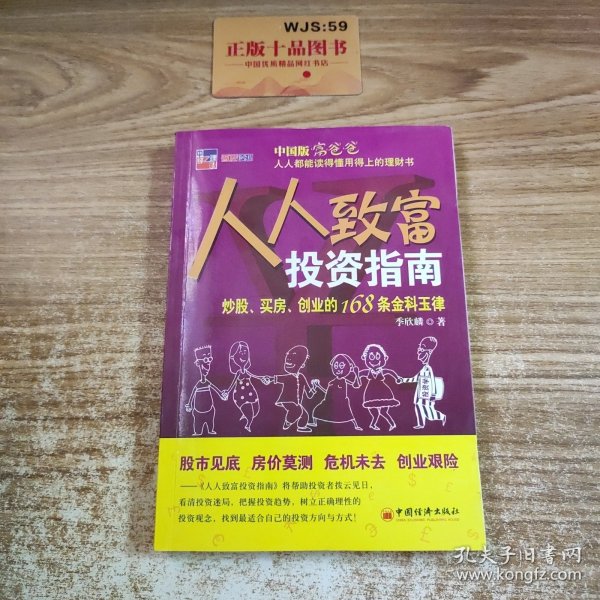 WJS:59
正版十品图书
中国优质精品网红书店
中国版 富爸爸
人人都能读得懂用得上的理财书
人人致富
投资指南
炒股、买房、创业的168条金科玉律
季欣麟 ◎ 著
股市见底 房价莫测 危机未去 创业艰险
——《人人致富投资指南》将帮助投资者拨云见日,
看清投资迷局,把握投资趋势,树立正确理性的
投资观念,找到最适合自己的投资方向与方式!
中国经济出版社
孔夫子旧书网
www.kongfz.com